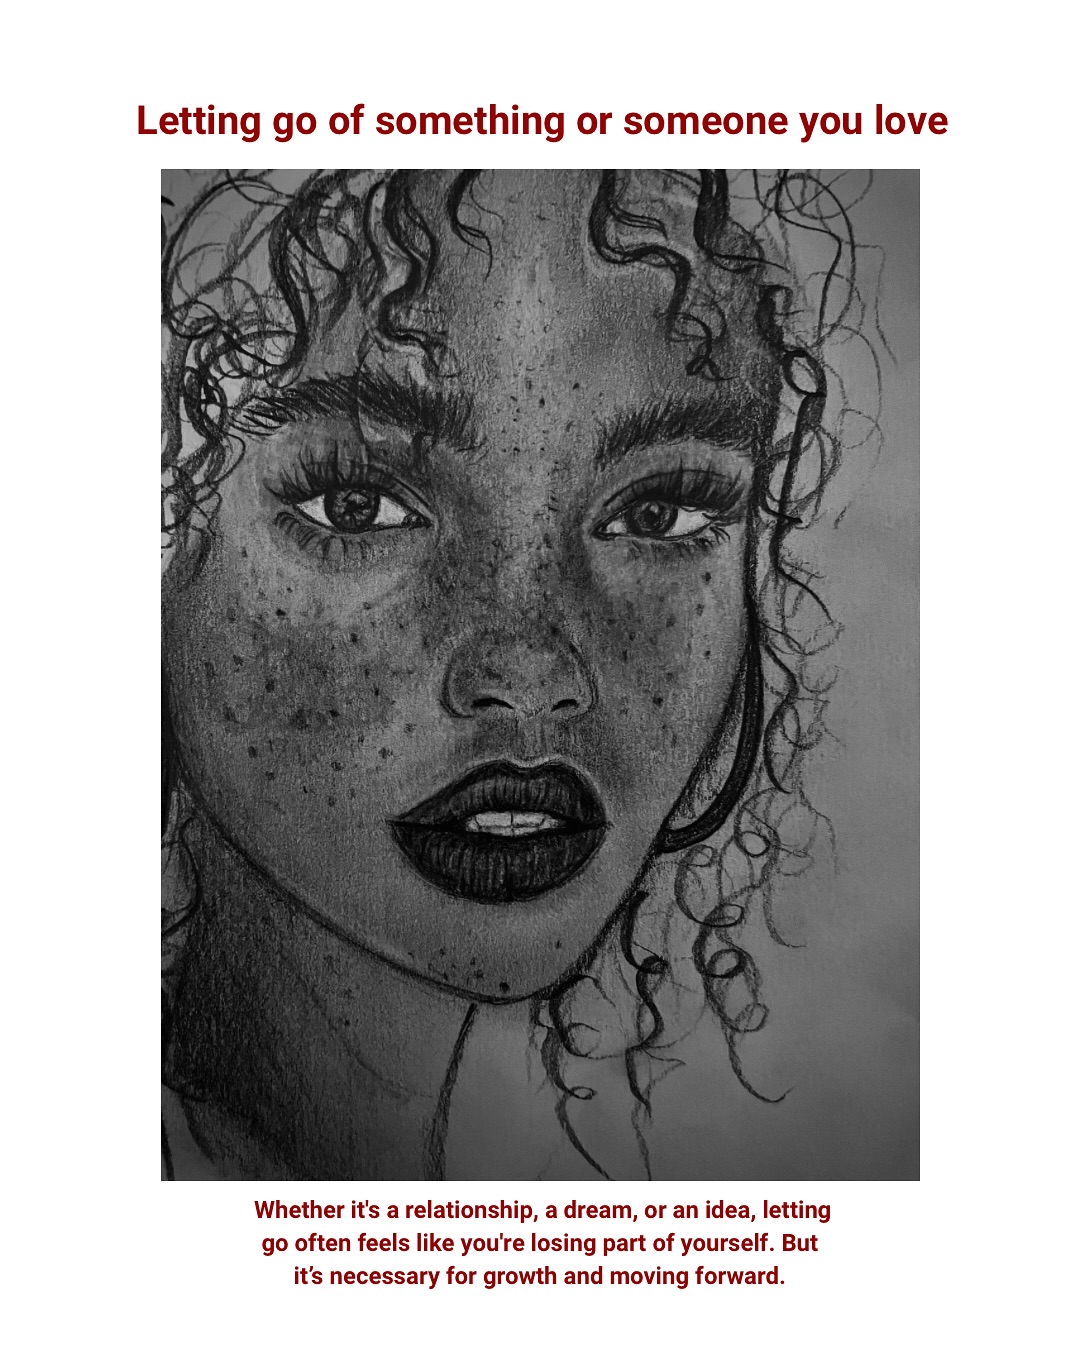 Letting go of something or someone you love
Whether it's a relationship, a dream, or an idea, letting
go often feels like you're losing part of yourself. But
it’s necessary for growth and moving forward.